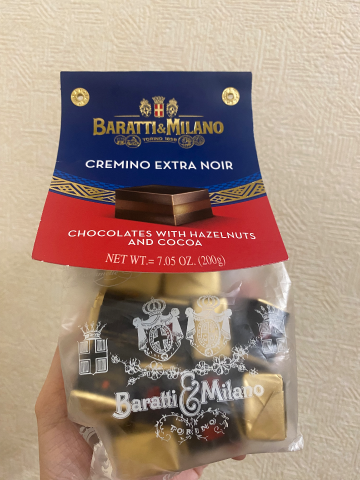 BARATTI & MILANO
TORINO 1858
CREMINO EXTRA NOIR
CHOCOLATES WITH HAZELNUTS
AND COCOA
NET WT.= 7.05 OZ. (200g)
Baratti & Milano
TORINO